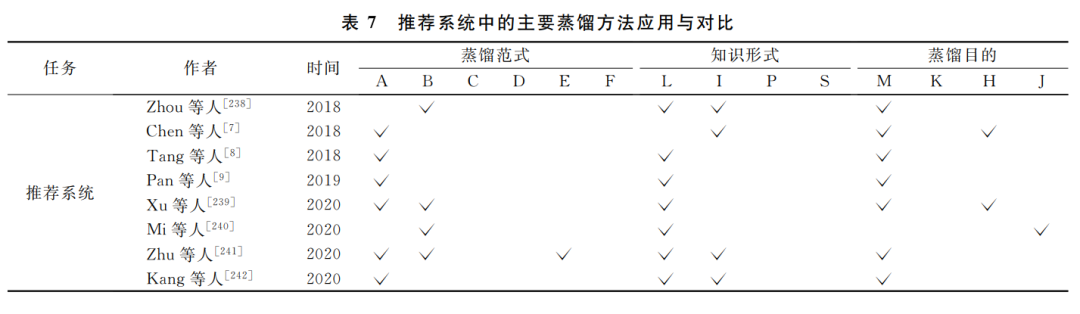 表 7 推荐系统中的主要蒸馏方法应用与对比
任务 作者 时间 蒸馏范式 知识形式 蒸馏目的
A B C D E F L I P S M K H J
Zhou 等人[238] 2018 ✓ ✓ ✓ ✓
Chen 等人[7] 2018 ✓ ✓ ✓ ✓
Tang 等人[8] 2018 ✓ ✓ ✓
Pan 等人[9] 2019 ✓ ✓ ✓
推荐系统
Xu 等人[239] 2020 ✓ ✓ ✓ ✓ ✓
Mi 等人[240] 2020 ✓ ✓ ✓
Zhu 等人[241] 2020 ✓ ✓ ✓ ✓ ✓ ✓
Kang 等人[242] 2020 ✓ ✓ ✓ ✓